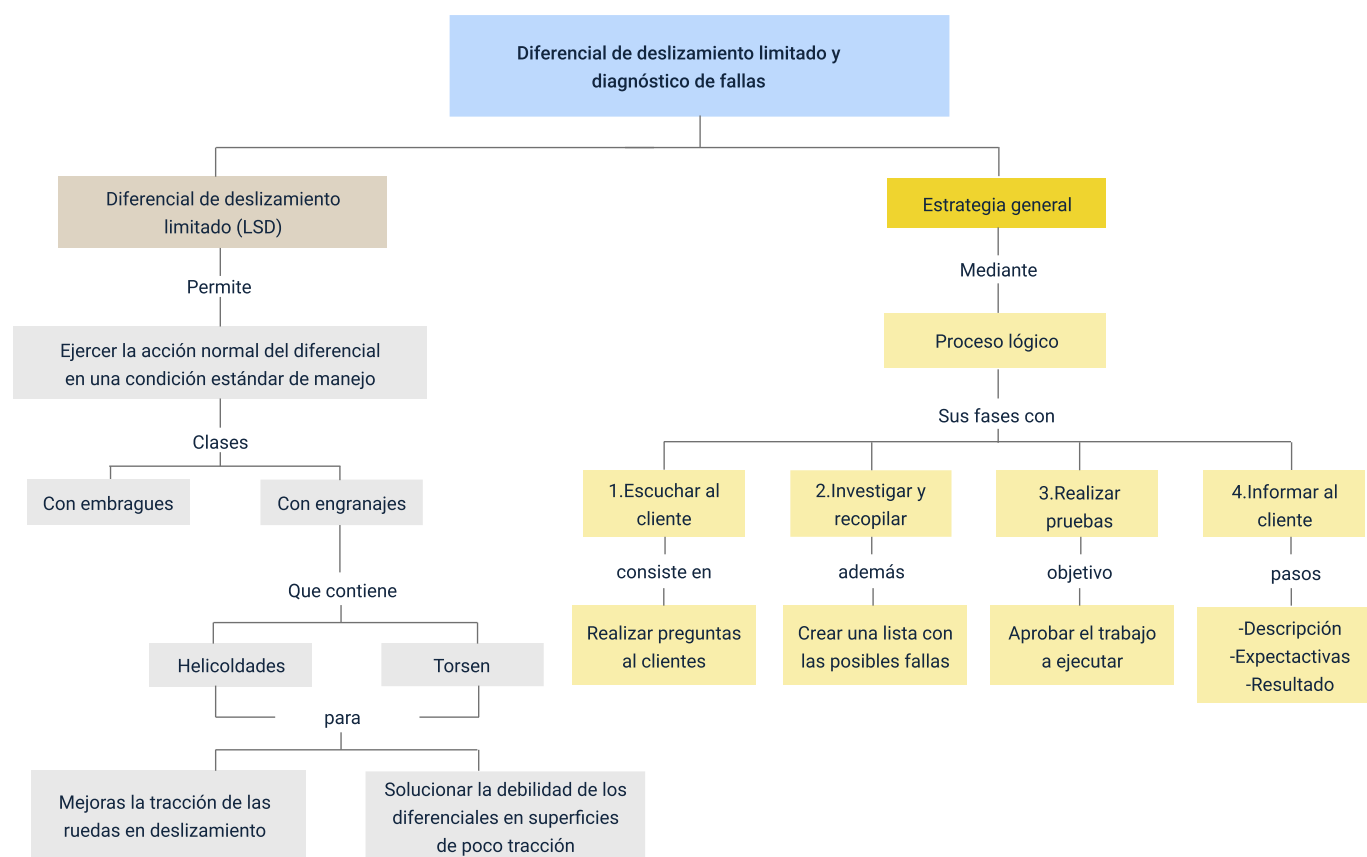 Diferencial de deslizamiento limitado y
diagnóstico de fallas
Diferencial de deslizamiento
limitado (LSD)
Permite
Ejercer la acción normal del diferencial
en una condición estándar de manejo
Clases
Con embragues
Con engranajes
Que contiene
Helicoldades
Torsen
para
Mejoras la tracción de las
ruedas en deslizamiento
Solucionar la debilidad de los
diferenciales en superficies
de poco tracción
Estrategia general
Mediante
Proceso lógico
Sus fases con
1.Escuchar al
cliente
consiste en
Realizar preguntas
al clientes
2.Investigar y
recopilar
además
Crear una lista con
las posibles fallas
3.Realizar
pruebas
objetivo
Aprobar el trabajo
a ejecutar
4.Informar al
cliente
pasos
-Descripción
-Expectactivas
-Resultado